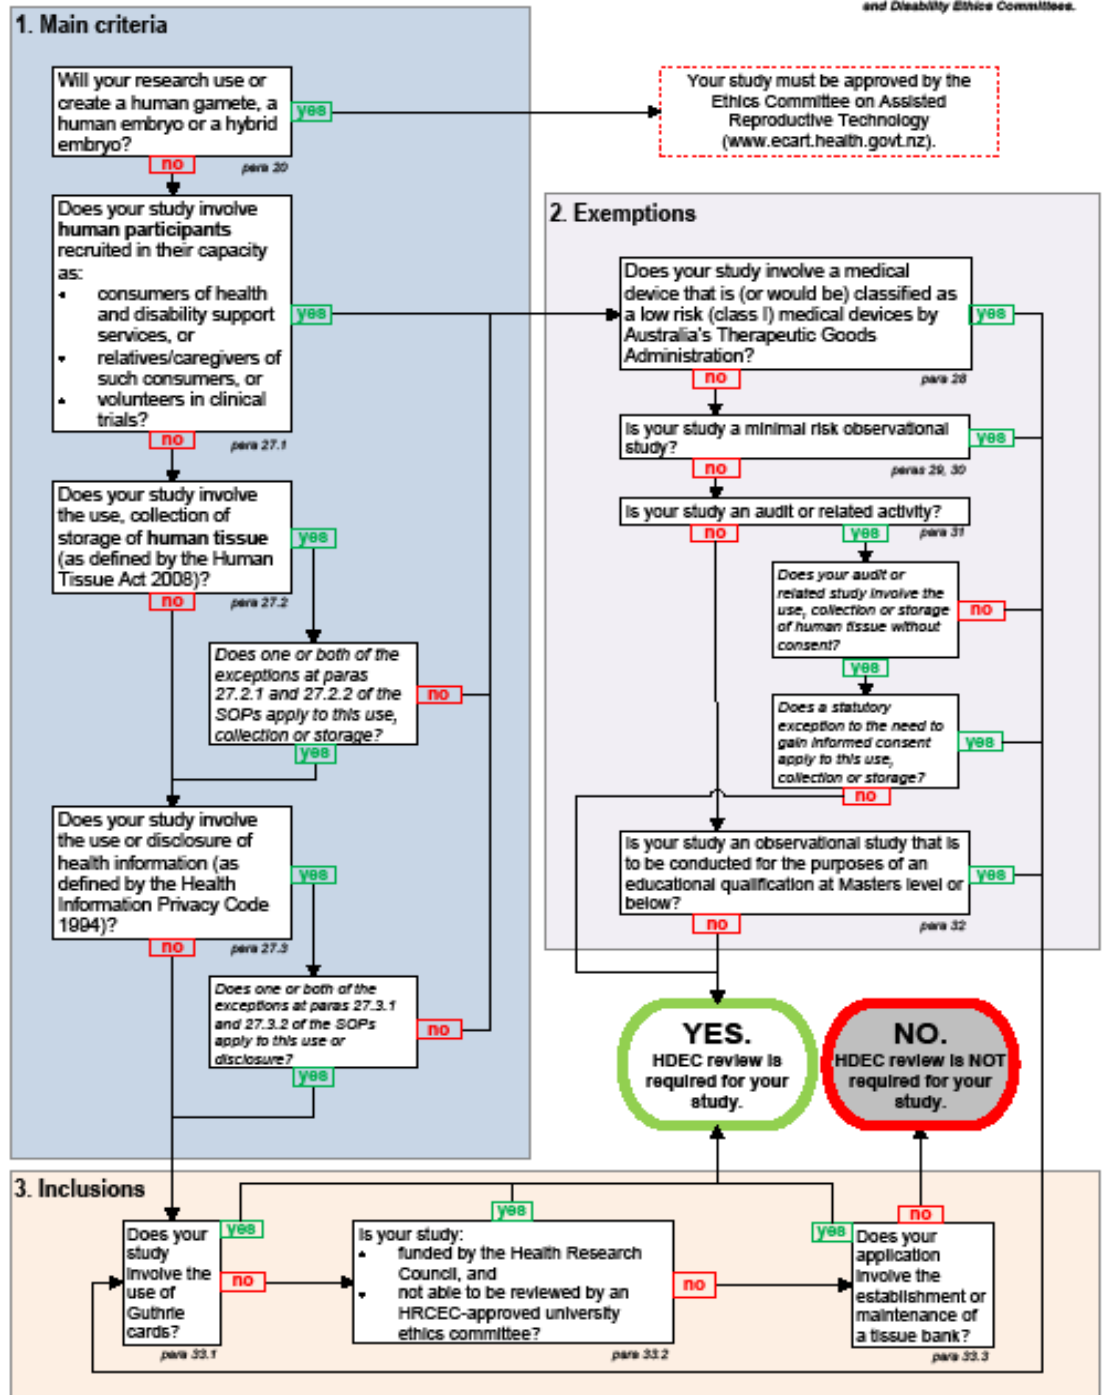 and Disability Ethics Committees.
1. Main criteria
Will your research use or
create a human gamete, a
human embryo or a hybrid
embryo?
yes
no
para 20
Your study must be approved by the
Ethics Committee on Assisted
Reproductive Technology
(www.ecart.health.govt.nz).
Does your study involve
human participants
recruited in their capacity
as:
• consumers of health
and disability support
services, or
• relatives/caregivers of
such consumers, or
• volunteers in clinical
trials?
yes
no
para 27.1
Does your study involve
the use, collection of
storage of human tissue
(as defined by the Human
Tissue Act 2008)?
yes
no
para 27.2
Does one or both of the
exceptions at paras
27.2.1 and 27.2.2 of the
SOPs apply to this use,
collection or storage?
no
yes
Does your study involve
the use or disclosure of
health information (as
defined by the Health
Information Privacy Code
1994)?
yes
no
para 27.3
Does one or both of the
exceptions at paras 27.3.1
and 27.3.2 of the SOPs
apply to this use or
disclosure?
no
yes
2. Exemptions
Does your study involve a medical
device that is (or would be) classified as
a low risk (class I) medical devices by
Australia's Therapeutic Goods
Administration?
yes
no
para 28
Is your study a minimal risk observational
study?
yes
no
paras 29, 30
Is your study an audit or related activity?
no
yes
para 31
Does your audit or
related study involve the
use, collection or storage
of human tissue without
consent?
no
yes
Does a statutory
exception to the need to
gain informed consent
apply to this use,
collection or storage?
yes
no
Is your study an observational study that is
to be conducted for the purposes of an
educational qualification at Masters level or
below?
yes
no
para 32
YES.
HDEC review is
required for your
study.
NO.
HDEC review is NOT
required for your
study.
3. Inclusions
Does your
study
involve the
use of
Guthrie
cards?
yes
no
para 33.1
yes
Is your study:
• funded by the Health Research
Council, and
• not able to be reviewed by an
HRCEC-approved university
ethics committee?
no
para 33.2
yes
no
Does your
application
involve the
establishment or
maintenance of
a tissue bank?
para 33.3